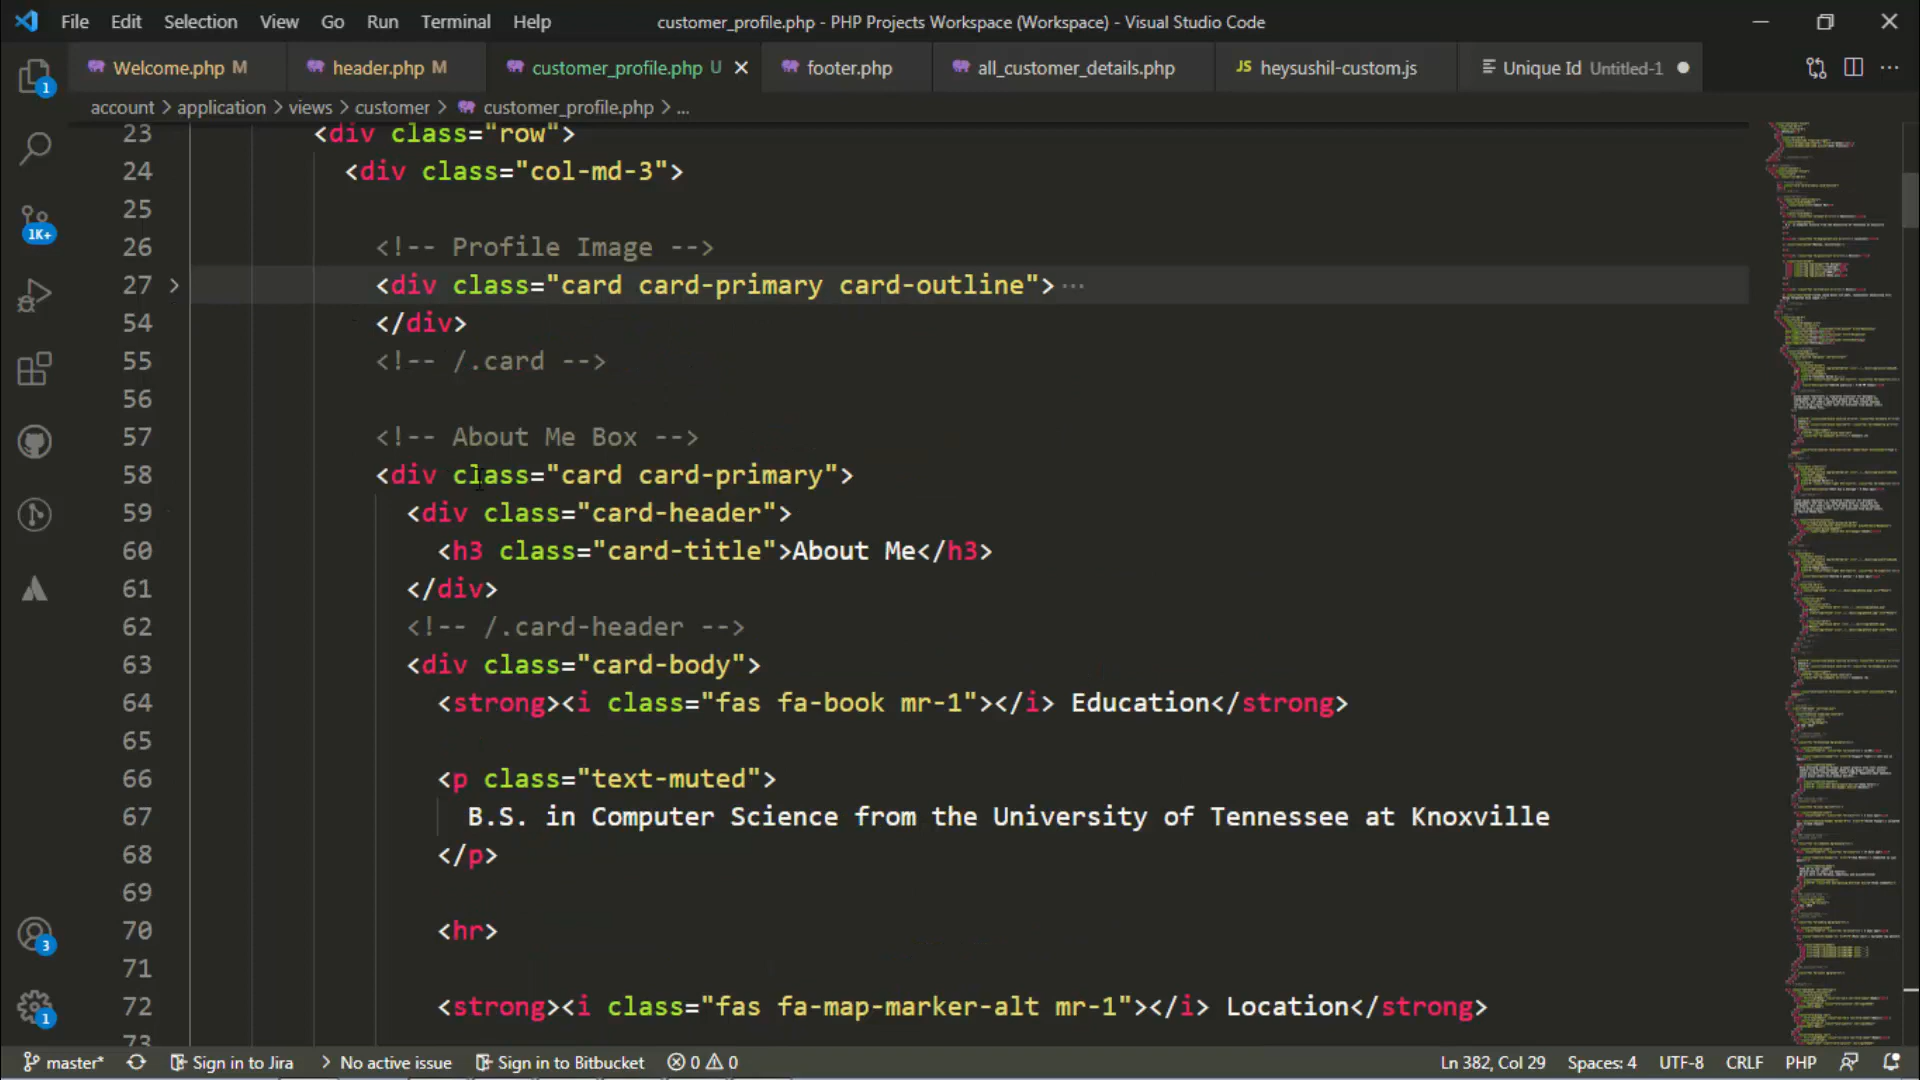 File Edit Selection View Go Run Terminal Help customer_profile.php - PHP Projects Workspace (Workspace) - Visual Studio Code
Welcome.php M header.php M customer_profile.php U footer.php all_customer_details.php JS heysushil-custom.js Unique Id Untitled-1
account > application > views > customer > customer_profile.php > ...
23 <div class="row">
24 <div class="col-md-3">
25
26 <!-- Profile Image -->
27 <div class="card card-primary card-outline">···
54 </div>
55 <!-- /.card -->
56
57 <!-- About Me Box -->
58 <div class="card card-primary">
59 <div class="card-header">
60 <h3 class="card-title">About Me</h3>
61 </div>
62 <!-- /.card-header -->
63 <div class="card-body">
64 <strong><i class="fas fa-book mr-1"></i> Education</strong>
65
66 <p class="text-muted">
67 B.S. in Computer Science from the University of Tennessee at Knoxville
68 </p>
69
70 <hr>
71
72 <strong><i class="fas fa-map-marker-alt mr-1"></i> Location</strong>
73
1
1K+
3
1
master* Sign in to Jira No active issue Sign in to Bitbucket 0 0 Ln 382, Col 29 Spaces: 4 UTF-8 CRLF PHP